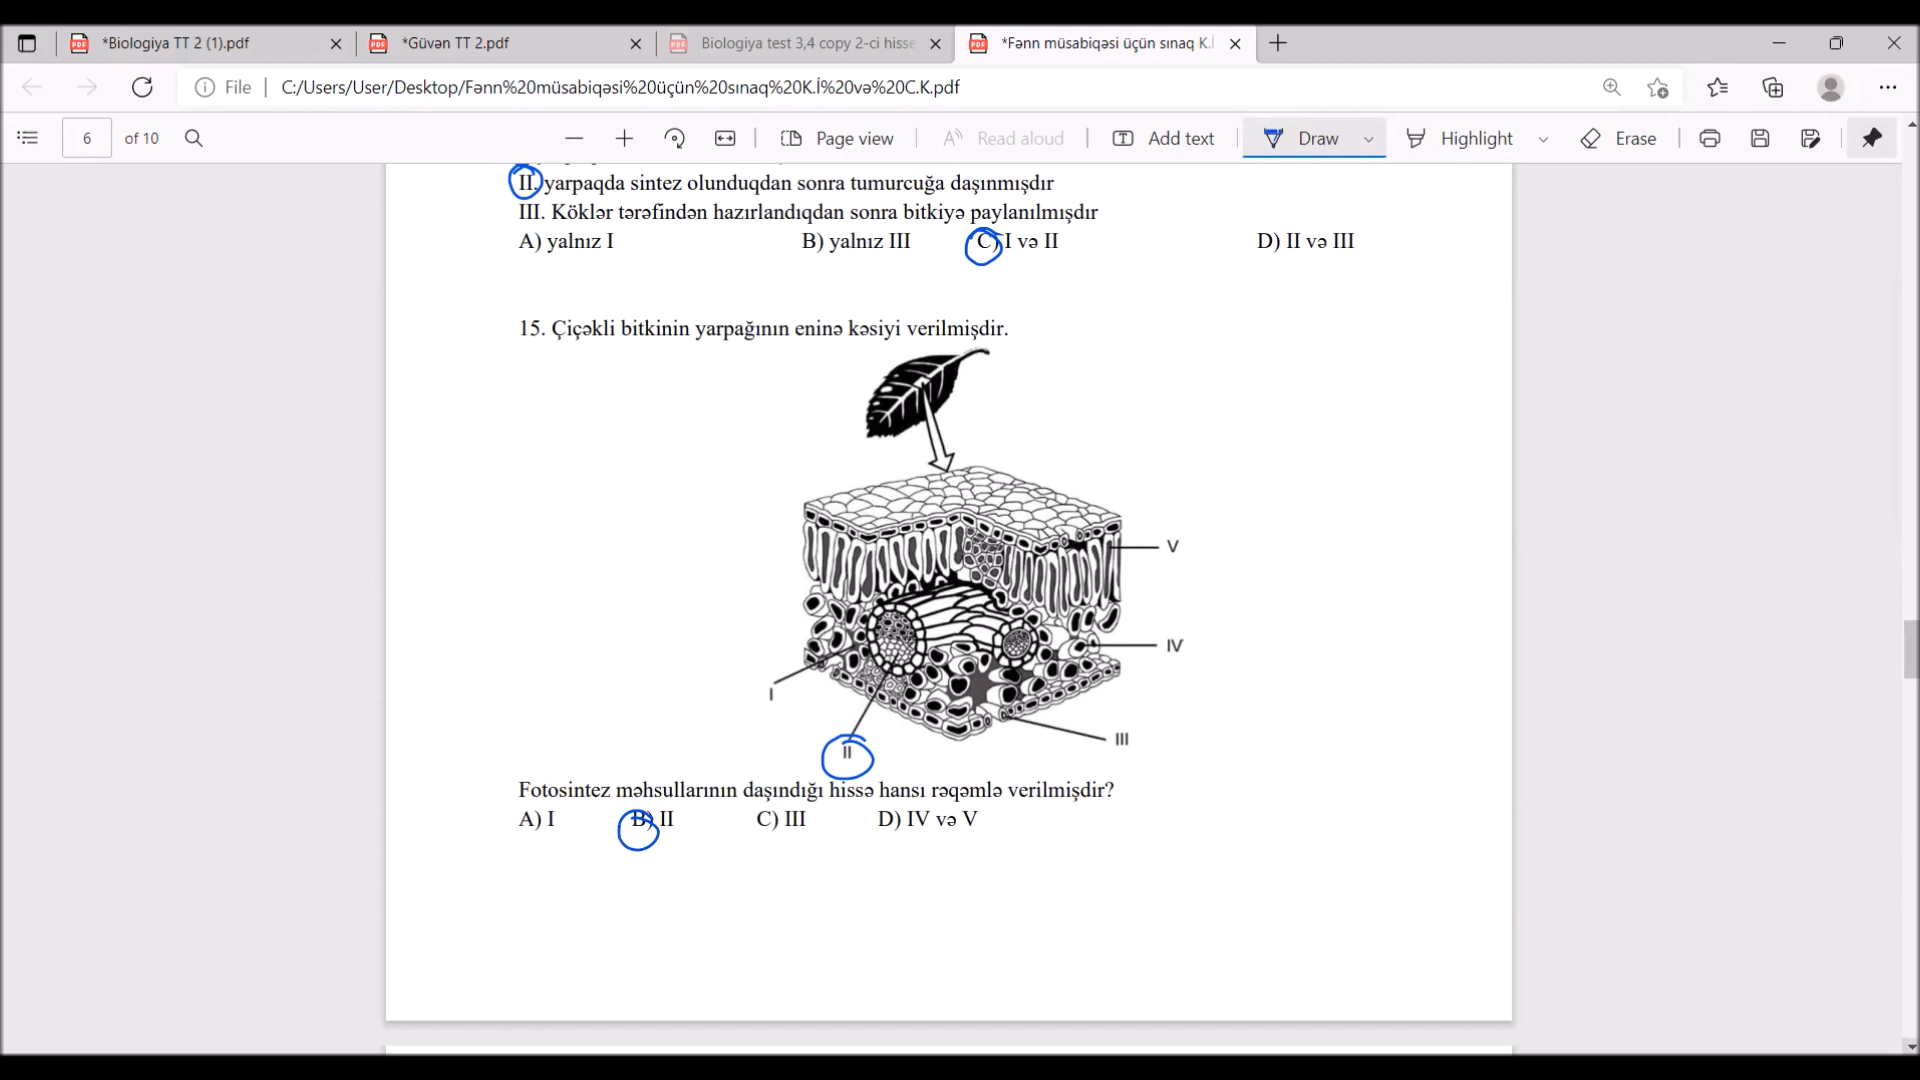 *Biologiya TT 2 (1).pdf
*Güvən TT 2.pdf
Biologiya test 3,4 copy 2-ci hissə
*Fənn müsabiqəsi üçün sınaq K.İ
File
C:/Users/User/Desktop/Fənn%20müsabiqəsi%20üçün%20sınaq%20K.İ%20və%20C.K.pdf
6 of 10
Page view
Read aloud
Add text
Draw
Highlight
Erase
II. yarpaqda sintez olunduqdan sonra tumurcuğa daşınmışdır
III. Köklər tərəfindən hazırlandıqdan sonra bitkiyə paylanılmışdır
A) yalnız I B) yalnız III C) I və II D) II və III
15. Çiçəkli bitkinin yarpağının eninə kəsiyi verilmişdir.
V
IV
I
III
II
Fotosintez məhsullarının daşındığı hissə hansı rəqəmlə verilmişdir?
A) I B) II C) III D) IV və V